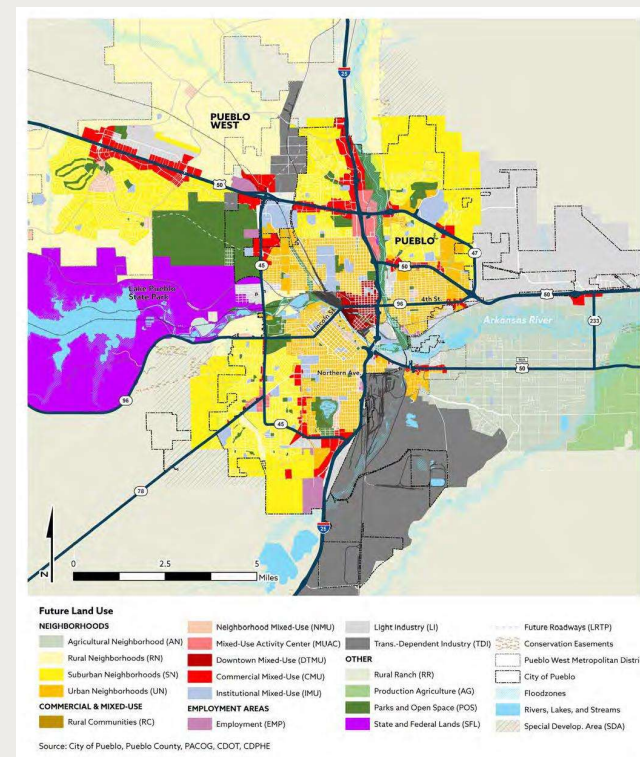 25
PUEBLO
WEST
50
PUEBLO
47
45
50
Lake Pueblo
State Park
96
4th St.
50
Lincoln St.
Arkansas River
233
Northern Ave.
50
96
45
78
25
N
0
2.5
5
Miles
Future Land Use
NEIGHBORHOODS
Agricultural Neighborhood (AN)
Rural Neighborhoods (RN)
Suburban Neighborhoods (SN)
Urban Neighborhoods (UN)
COMMERCIAL & MIXED-USE
Rural Communities (RC)
Neighborhood Mixed-Use (NMU)
Mixed-Use Activity Center (MUAC)
Downtown Mixed-Use (DTMU)
Commercial Mixed-Use (CMU)
Institutional Mixed-Use (IMU)
EMPLOYMENT AREAS
Employment (EMP)
Light Industry (LI)
Trans.-Dependent Industry (TDI)
OTHER
Rural Ranch (RR)
Production Agriculture (AG)
Parks and Open Space (POS)
State and Federal Lands (SFL)
Future Roadways (LRTP)
Conservation Easements
Pueblo West Metropolitan Distri
City of Pueblo
Floodzones
Rivers, Lakes, and Streams
Special Develop. Area (SDA)
Source: City of Pueblo, Pueblo County, PACOG, CDOT, CDPHE